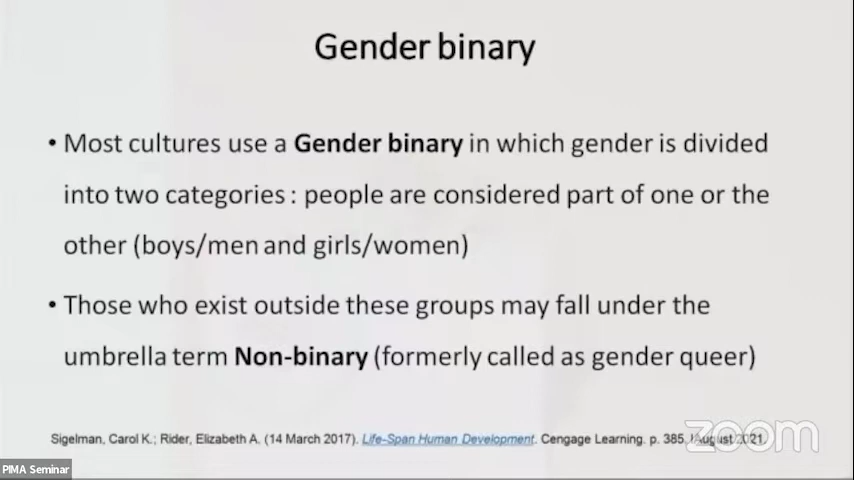 Gender binary
• Most cultures use a Gender binary in which gender is divided
into two categories : people are considered part of one or the
other (boys/men and girls/women)
• Those who exist outside these groups may fall under the
umbrella term Non-binary (formerly called as gender queer)
Sigelman, Carol K.; Rider, Elizabeth A. (14 March 2017). Life-Span Human Development. Cengage Learning. p. 385. August 2021.
zoom
PIMA Seminar